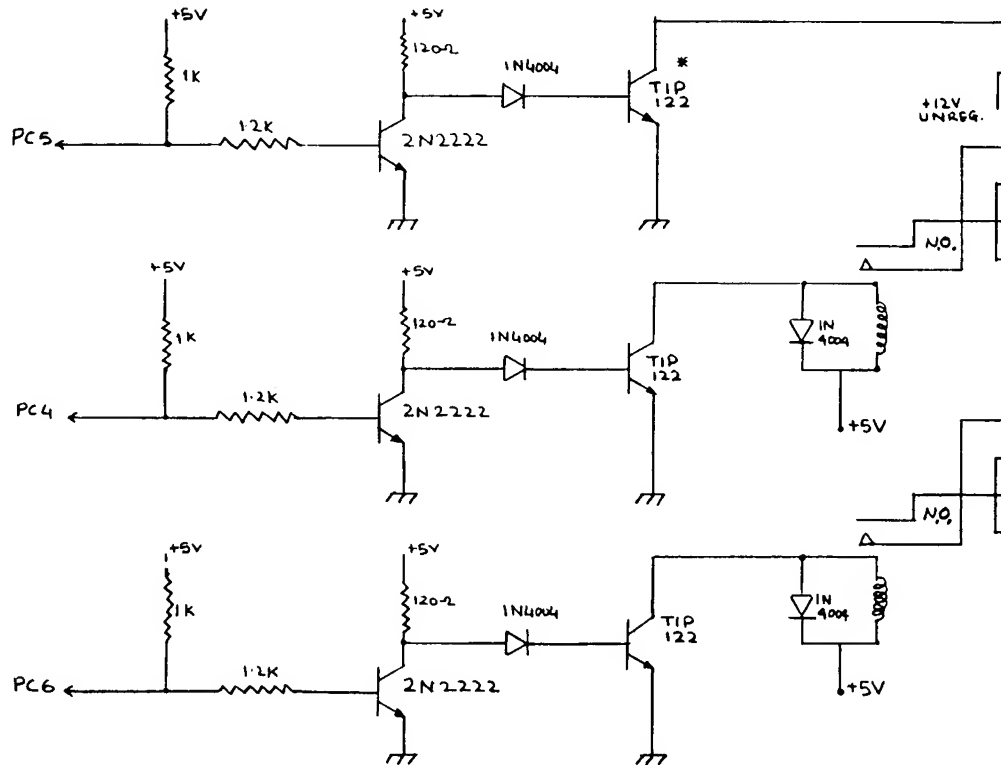 +5V
+5V
1K
120Ω
1N4004
*
TIP
122
+12V
UNREG.
PC5
1.2K
2N2222
N.O.
+5V
+5V
1K
120Ω
1N4004
TIP
122
IN
4004
PC4
1.2K
2N2222
+5V
N.O.
+5V
+5V
1K
120Ω
1N4004
TIP
122
IN
4004
PC6
1.2K
2N2222
+5V